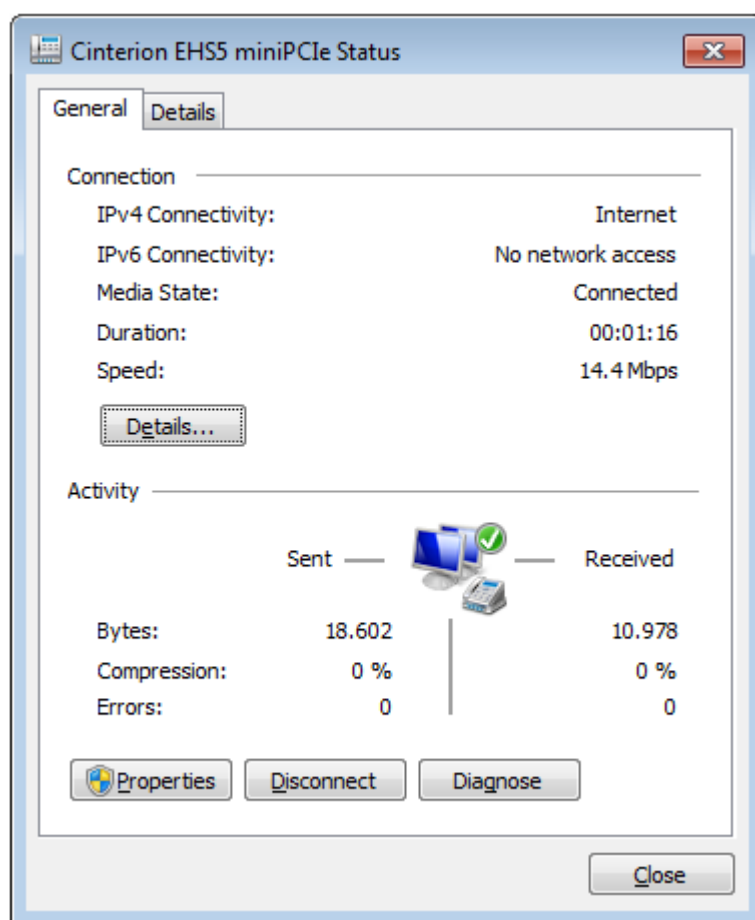 Cinterion EHS5 miniPCIe Status
General Details
Connection
IPv4 Connectivity: Internet
IPv6 Connectivity: No network access
Media State: Connected
Duration: 00:01:16
Speed: 14.4 Mbps
Details...
Activity
Sent Received
Bytes: 18.602 10.978
Compression: 0 % 0 %
Errors: 0 0
Properties Disconnect Diagnose
Close